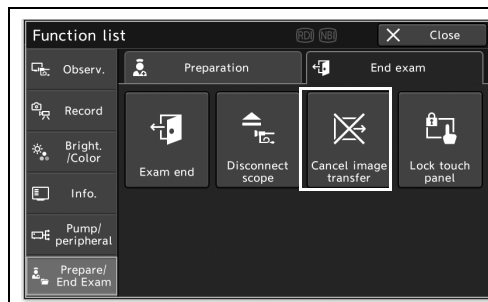 Function list
RDI NBI
Close
Observ.
Record
Bright.
/Color
Info.
Pump/
peripheral
Prepare/
End Exam
Preparation
End exam
Exam end
Disconnect
scope
Cancel image
transfer
Lock touch
panel